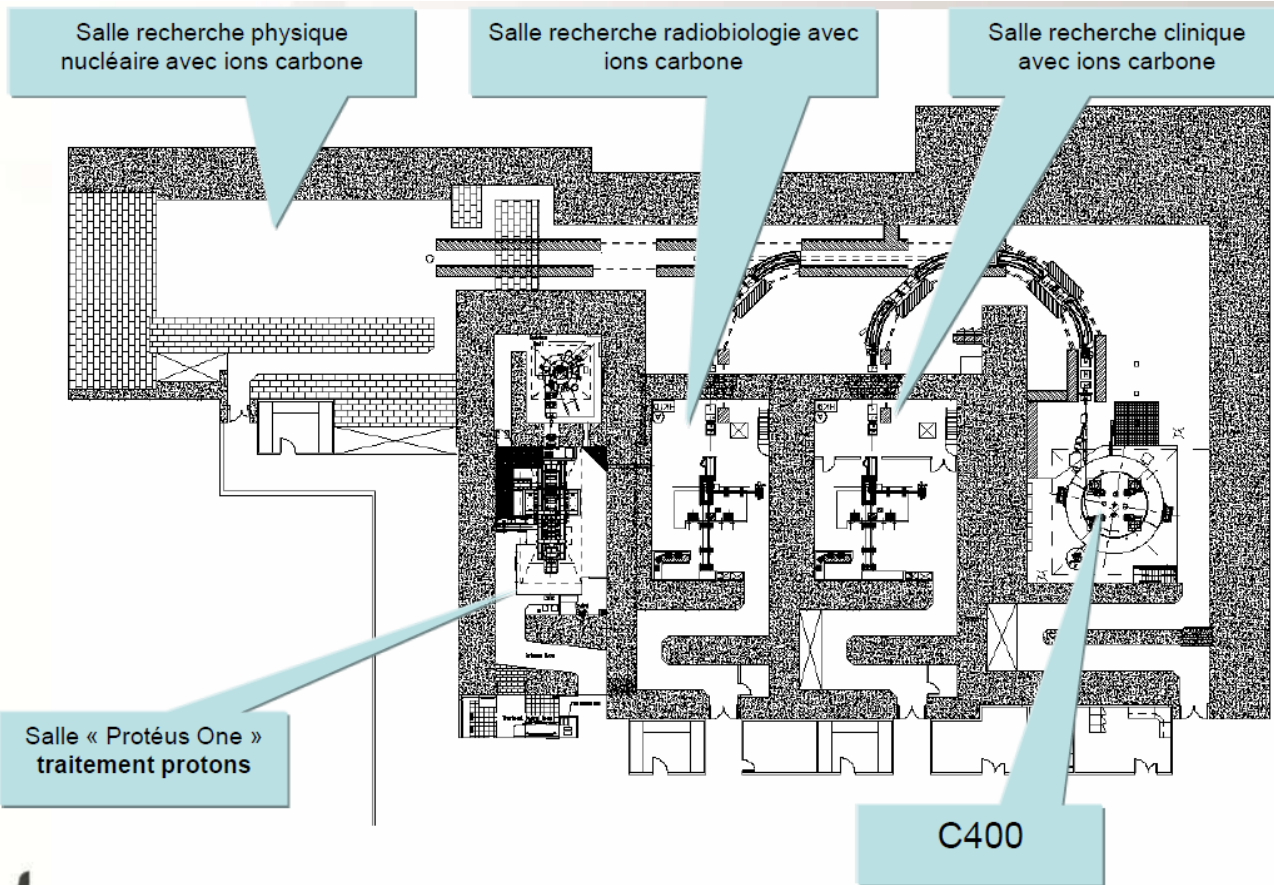 Salle recherche physique
nucléaire avec ions carbone
Salle recherche radiobiologie avec
ions carbone
Salle recherche clinique
avec ions carbone
Salle « Protéus One »
traitement protons
C400